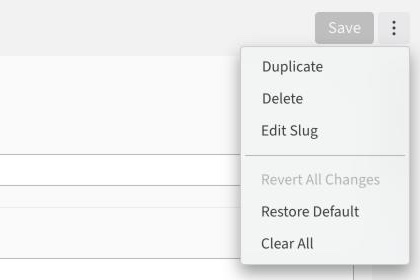 Save
Duplicate
Delete
Edit Slug
Revert All Changes
Restore Default
Clear All